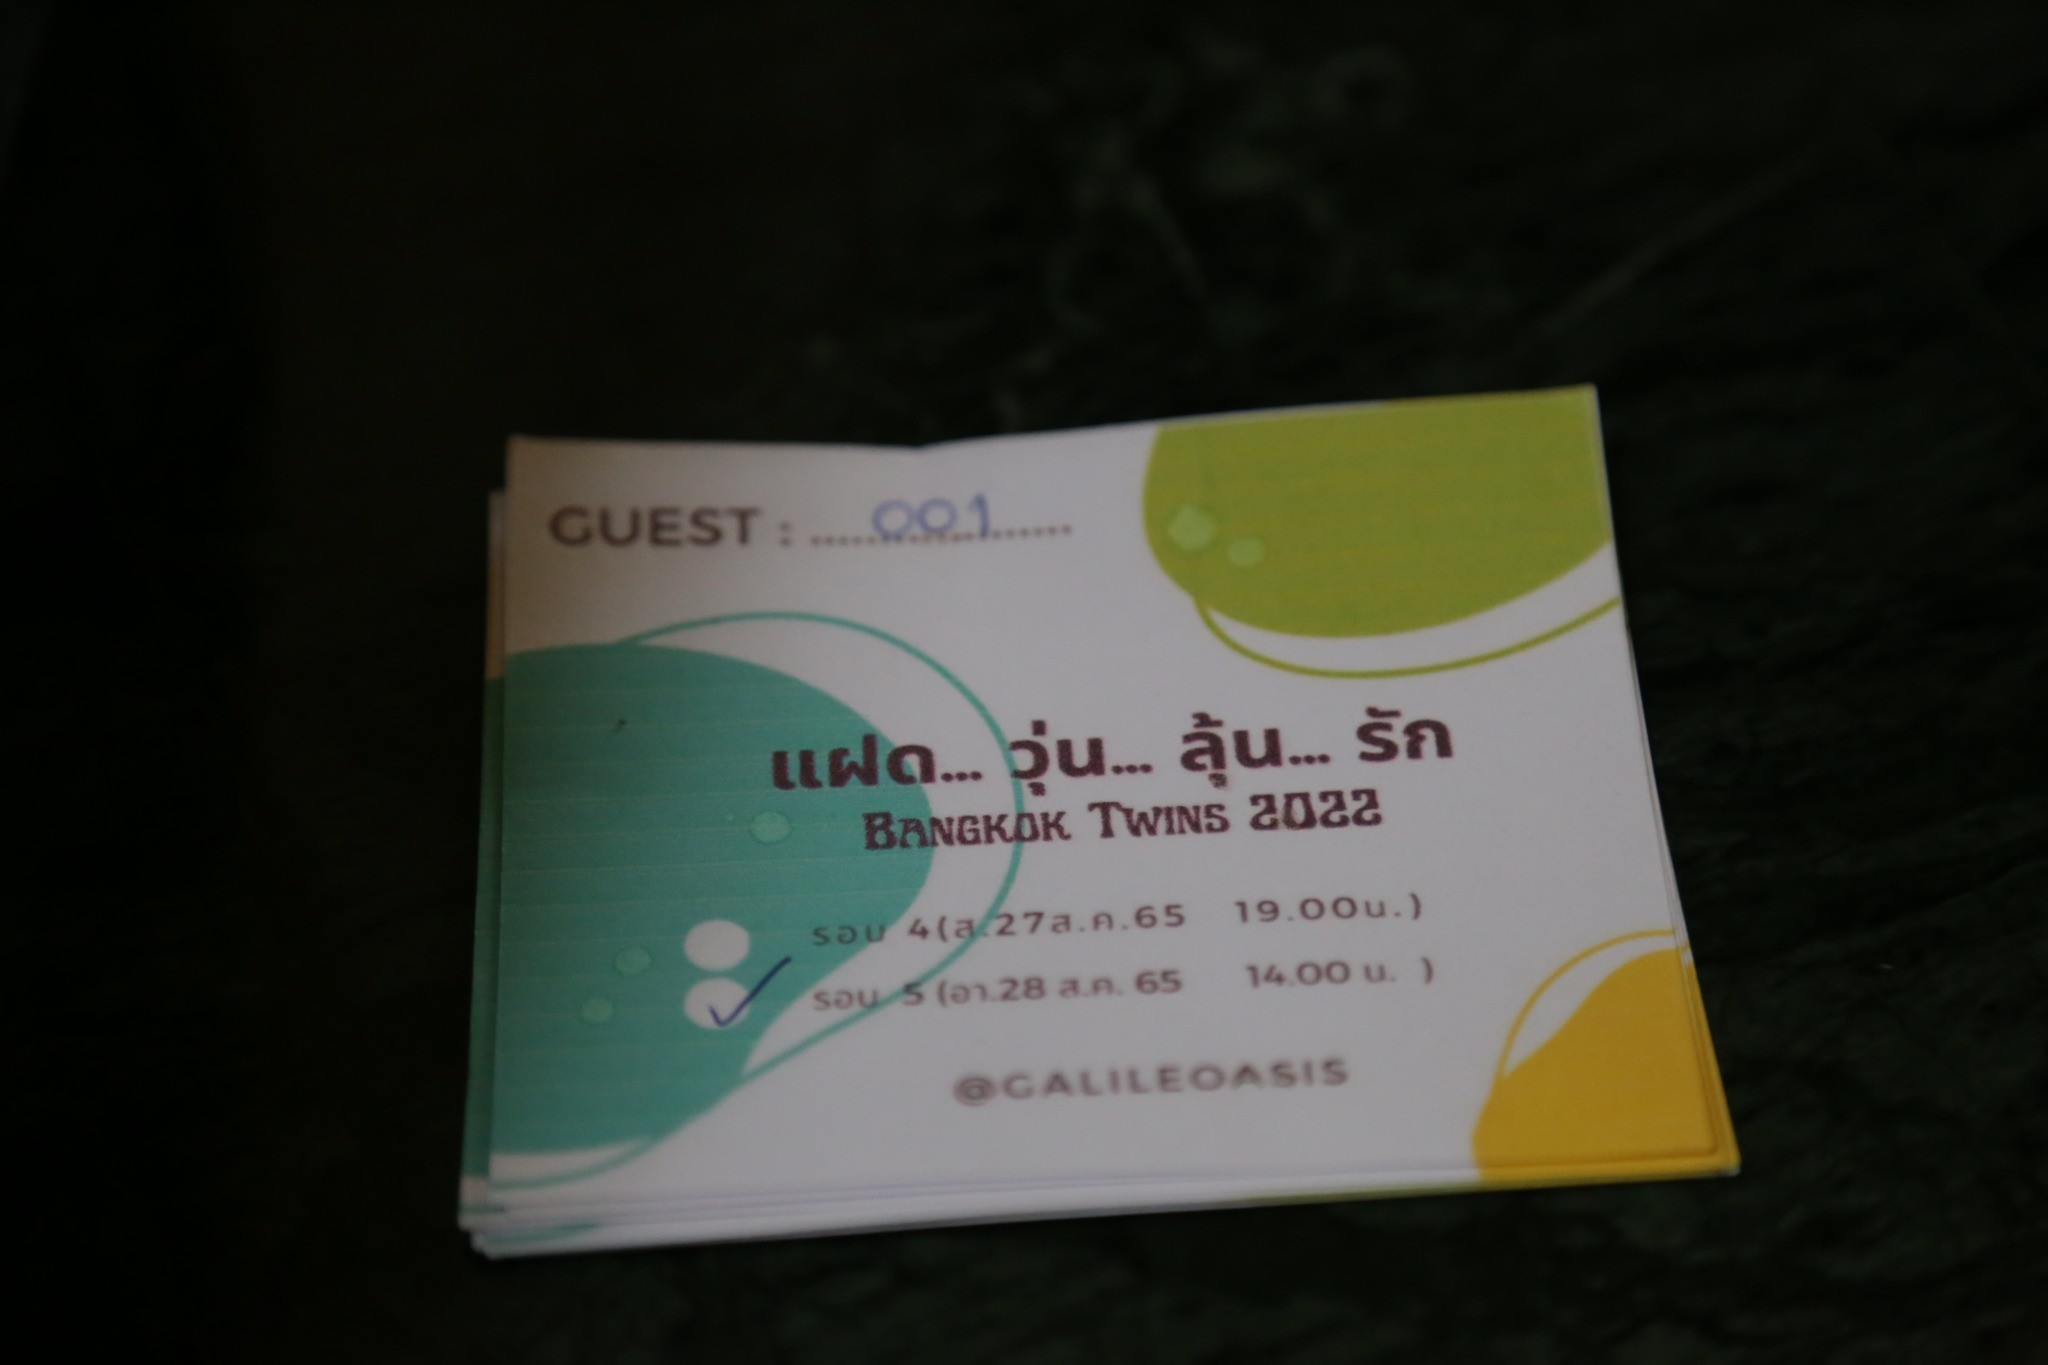 GUEST : ........001........
แฝด... วุ่น... ลุ้น... รัก
BANGKOK TWINS 2022
รอบ 4(ส.27ส.ค.65 19.00น.)
✓ รอบ 5 (อา.28 ส.ค. 65 14.00 น. )
@GALILEOASIS